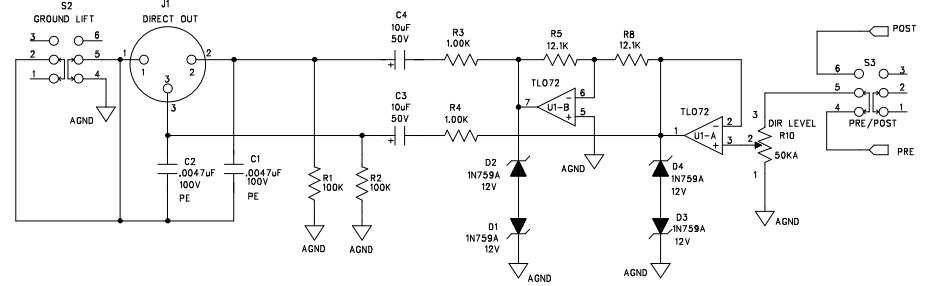 S2
GROUND LIFT
3
6
2
5
1
4
AGND
J1
DIRECT OUT
1
1
2
2
3
3
C2
.0047uF
100V
PE
C1
.0047uF
100V
PE
R1
100K
AGND
R2
100K
AGND
C4
10uF
50V
+
R3
1.00K
C3
10uF
50V
+
R4
1.00K
R5
12.1K
R8
12.1K
TL072
U1-B
7
-
6
+
5
AGND
D2
1N759A
12V
D1
1N759A
12V
AGND
D4
1N759A
12V
D3
1N759A
12V
AGND
TL072
U1-A
1
-
2
+
3
DIR LEVEL
R10
50KA
3
2
1
AGND
POST
S3
6
3
5
2
4
1
PRE/POST
PRE